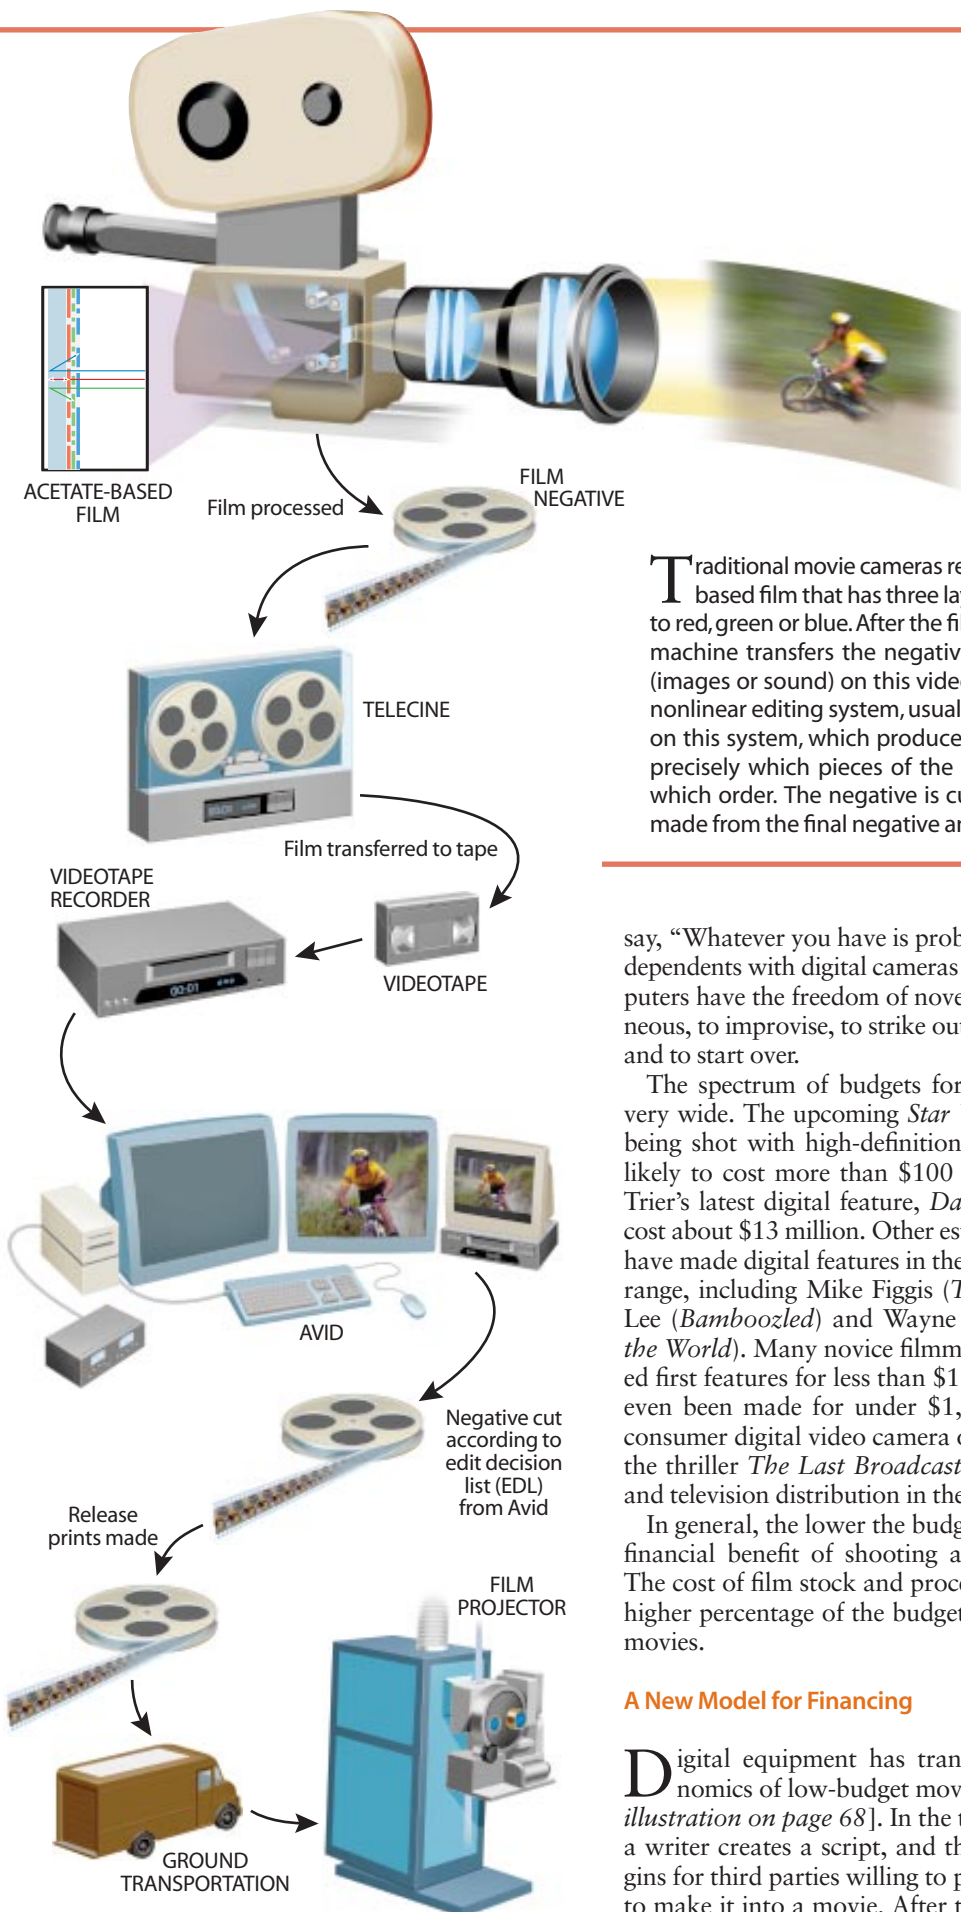 ACETATE-BASED
FILM
Film processed
FILM
NEGATIVE
TELECINE
Film transferred to tape
VIDEOTAPE
RECORDER
VIDEOTAPE
AVID
Negative cut
according to
edit decision
list (EDL)
from Avid
Release
prints made
FILM
PROJECTOR
GROUND
TRANSPORTATION
Traditional movie cameras re
based film that has three la
to red, green or blue. After the fi
machine transfers the negativ
(images or sound) on this vide
nonlinear editing system, usual
on this system, which produce
precisely which pieces of the
which order. The negative is cu
made from the final negative a
say, “Whatever you have is prob
dependents with digital cameras
puters have the freedom of nove
neous, to improvise, to strike out
and to start over.
The spectrum of budgets for
very wide. The upcoming Star
being shot with high-definition
likely to cost more than $100
Trier’s latest digital feature, Da
cost about $13 million. Other es
have made digital features in the
range, including Mike Figgis (T
Lee (Bamboozled) and Wayne
the World). Many novice filmm
ed first features for less than $1
even been made for under $1,
consumer digital video camera o
the thriller The Last Broadcast
and television distribution in the
In general, the lower the budg
financial benefit of shooting a
The cost of film stock and proce
higher percentage of the budget
movies.
A New Model for Financing
Digital equipment has tran
nomics of low-budget mov
illustration on page 68]. In the t
a writer creates a script, and th
gins for third parties willing to p
to make it into a movie. After t